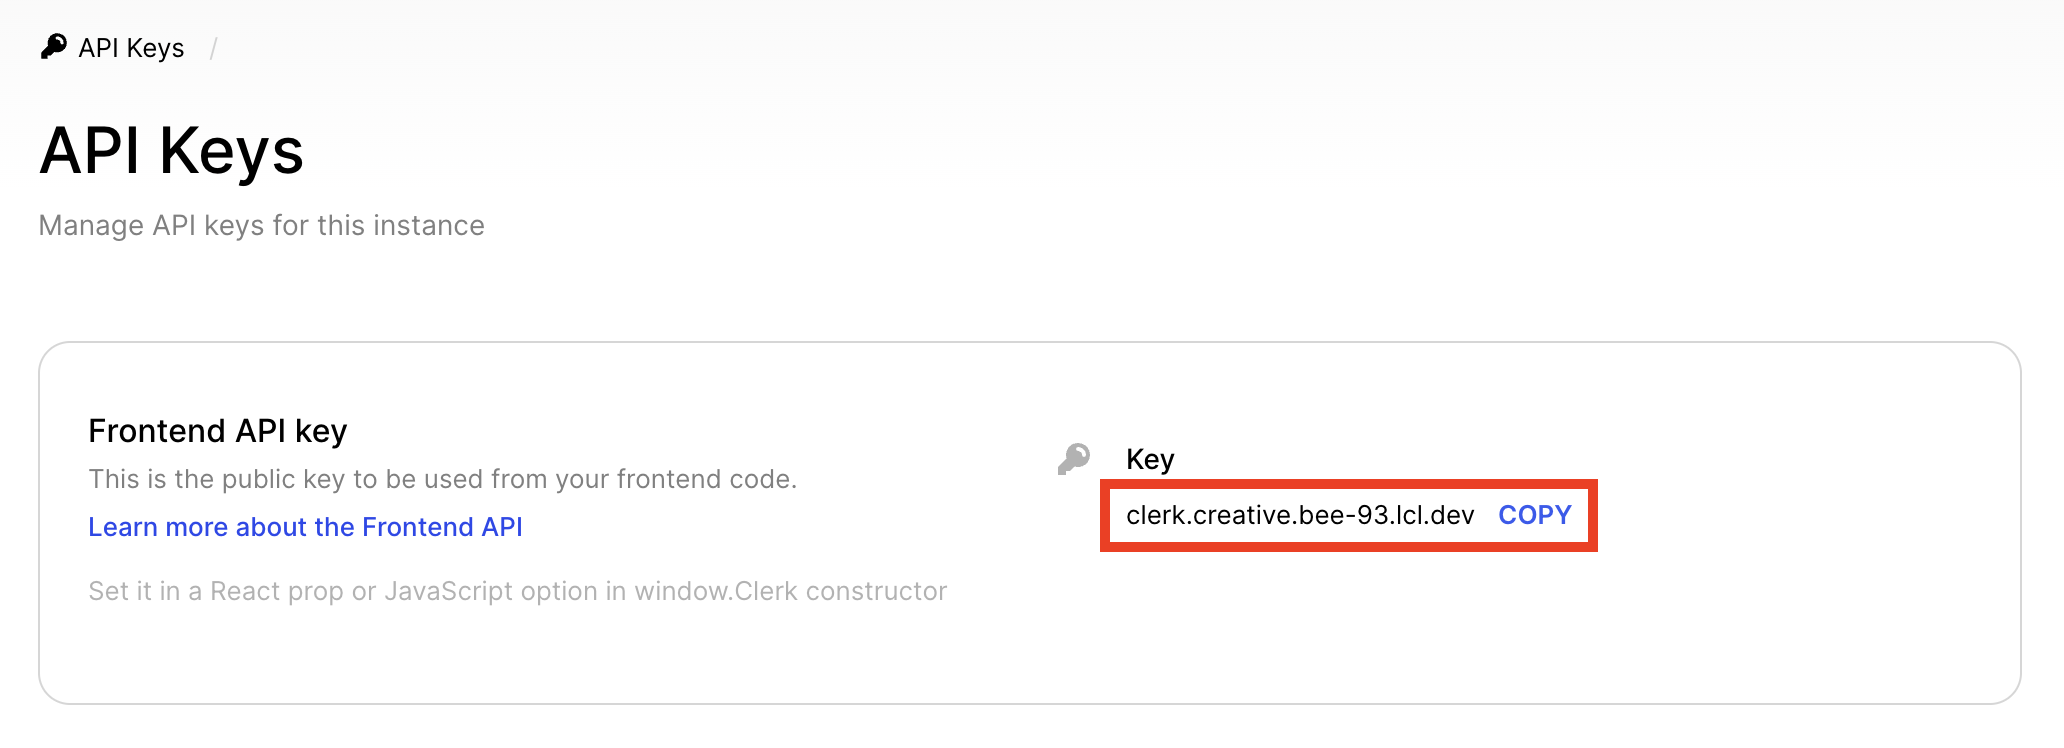 API Keys /
API Keys
Manage API keys for this instance
Frontend API key
This is the public key to be used from your frontend code.
Learn more about the Frontend API
Set it in a React prop or JavaScript option in window.Clerk constructor
Key
clerk.creative.bee-93.lcl.dev COPY